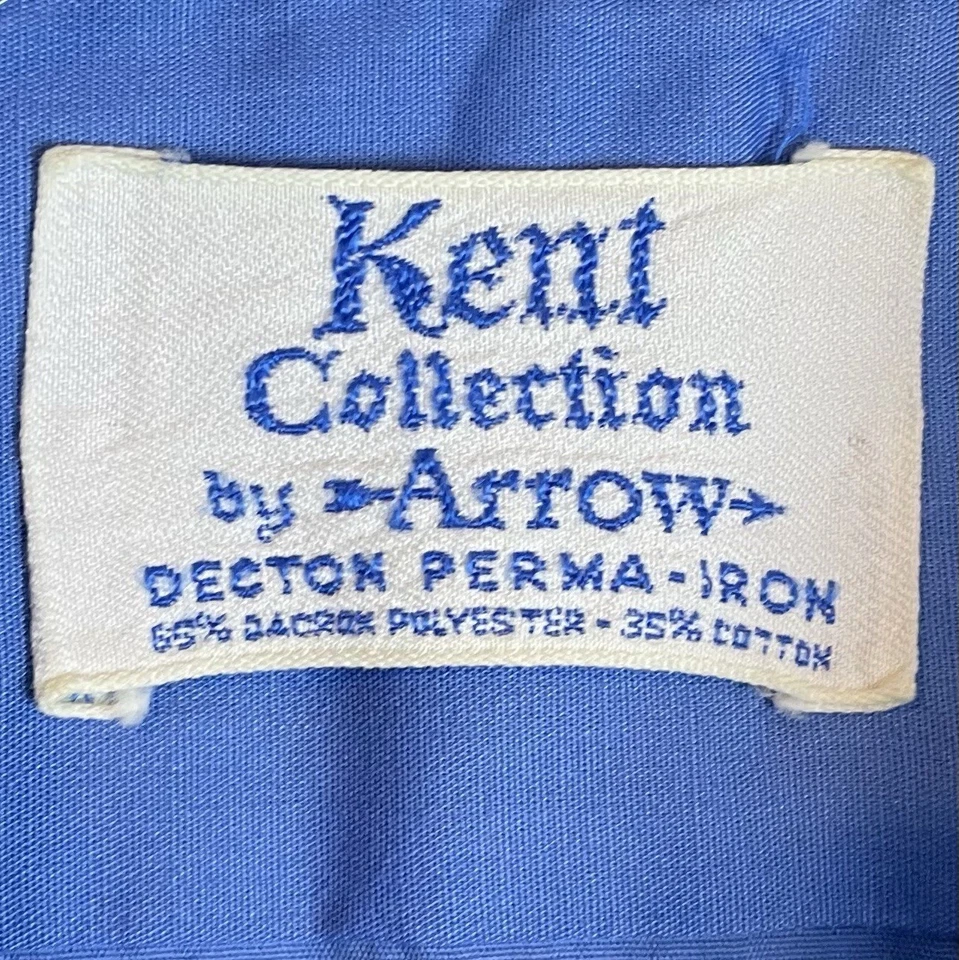 Kent
Collection
by Arrow
DECTON PERMA-IRON
65% DACRON POLYESTER - 35% COTTON